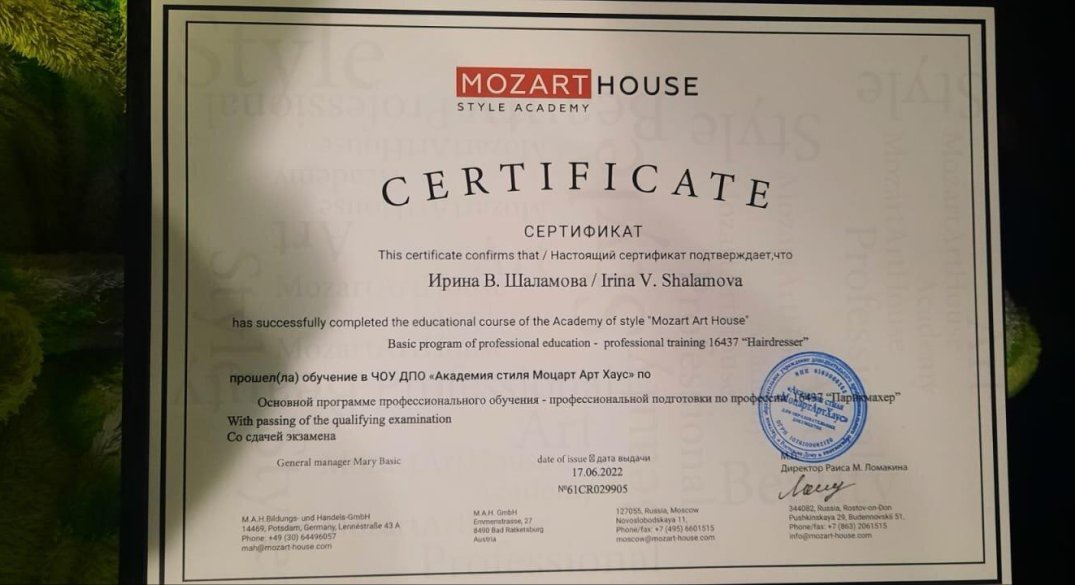 MOZART HOUSE
STYLE ACADEMY
CERTIFICATE
СЕРТИФИКАТ
This certificate confirms that / Настоящий сертификат подтверждает,что
Ирина В. Шаламова / Irina V. Shalamova
has successfully completed the educational course of the Academy of style "Mozart Art House"
Basic program of professional education - professional training 16437 “Hairdresser”
прошел(ла) обучение в ЧОУ ДПО «Академия стиля Моцарт Арт Хаус» по
Основной программе профессионального обучения - профессиональной подготовки по профессии 16437 “Парикмахер”
With passing of the qualifying examination
Со сдачей экзамена
General manager Mary Basic
date of issue дата выдачи
17.06.2022
№61CR029905
Директор Раиса М. Ломакина
M.A.H.Bildungs- und Handels-GmbH
14469, Potsdam, Germany, Lennéstraße 43 A
Phone: +49 (30) 64496057
mah@mozart-house.com
M.A.H. GmbH
Emmenstrasse, 27
8490 Bad Ratkersburg
Austria
127055, Russia, Moscow
Novoslobodskaya 11,
Phone/fax: +7 (495) 6601515
moscow@mozart-house.com
344082, Russia, Rostov-on-Don
Pushkinskaya 29, Budennovskii 51,
Phone/fax: +7 (863) 2061515
info@mozart-house.com